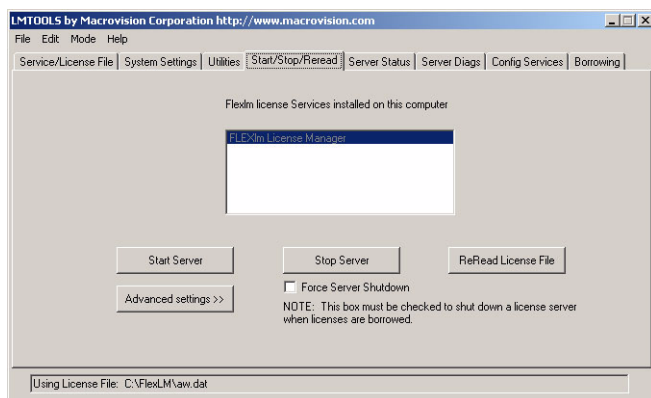 LMTOOLS by Macrovision Corporation http://www.macrovision.com
File Edit Mode Help
Service/License File System Settings Utilities Start/Stop/Reread Server Status Server Diags Config Services Borrowing
Flexlm license Services installed on this computer
FLEXlm License Manager
Start Server Stop Server ReRead License File
Force Server Shutdown
Advanced settings >>
NOTE: This box must be checked to shut down a license server
when licenses are borrowed.
Using License File: C:\FlexLM\aw.dat